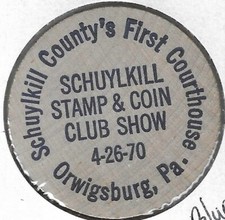 Schuylkill County's First Courthouse
SCHUYLKILL
STAMP & COIN
CLUB SHOW
4-26-70
Orwigsburg, Pa.